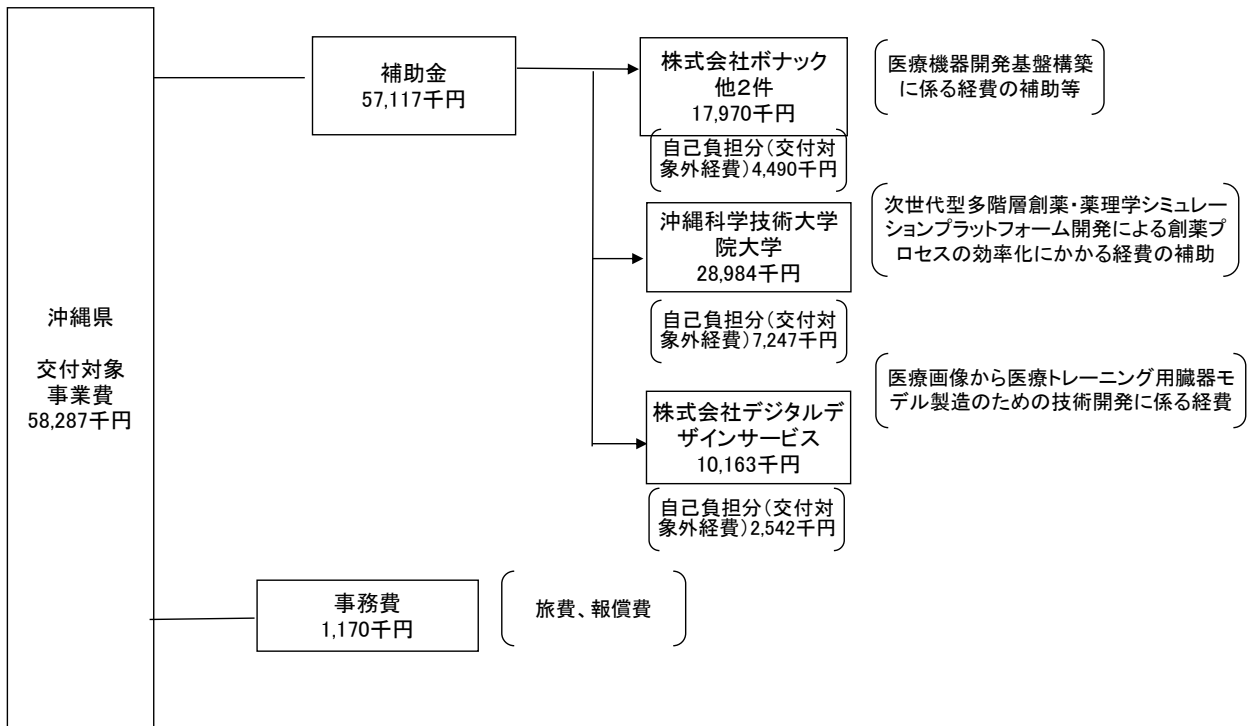 沖縄県
交付対象
事業費
58,287千円
補助金
57,117千円
株式会社ボナック
他2件
17,970千円
医療機器開発基盤構築
に係る経費の補助等
自己負担分(交付対
象外経費)4,490千円
沖縄科学技術大学
院大学
28,984千円
次世代型多階層創薬・薬理学シミュレー
ションプラットフォーム開発による創薬プ
ロセスの効率化にかかる経費の補助
自己負担分(交付対
象外経費)7,247千円
株式会社デジタルデ
ザインサービス
10,163千円
医療画像から医療トレーニング用臓器モ
デル製造のための技術開発に係る経費
自己負担分(交付対
象外経費)2,542千円
事務費
1,170千円
旅費、報償費